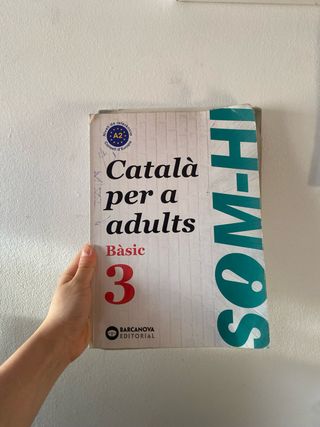 A2
Català
per a
adults
Bàsic
3
SOM-HI
BARCANOVA
EDITORIAL